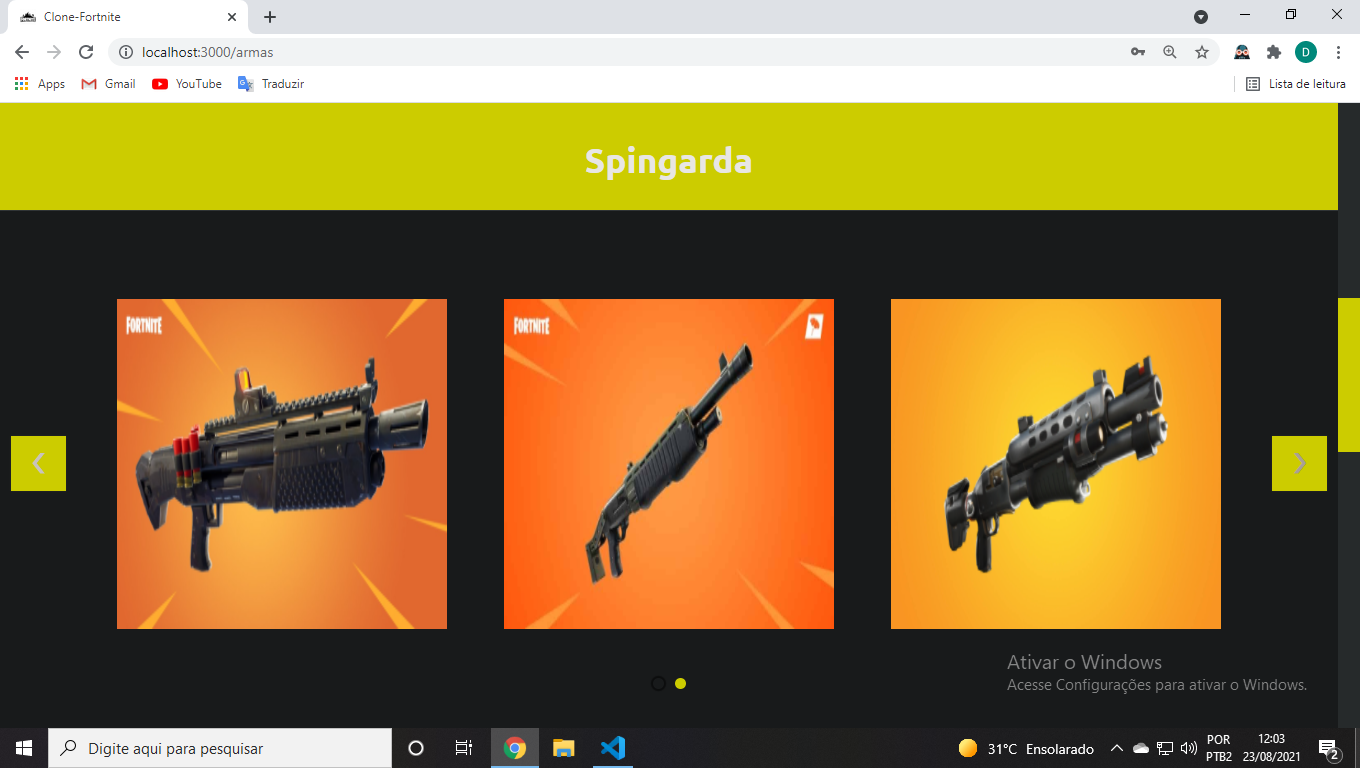 Clone-Fortnite
localhost:3000/armas
D
Apps
Gmail
YouTube
Traduzir
Lista de leitura
Spingarda
FORTNITE
FORTNITE
Ativar o Windows
Acesse Configurações para ativar o Windows.
Digite aqui para pesquisar
31°C Ensolarado
POR
PTB2
12:03
23/08/2021
2